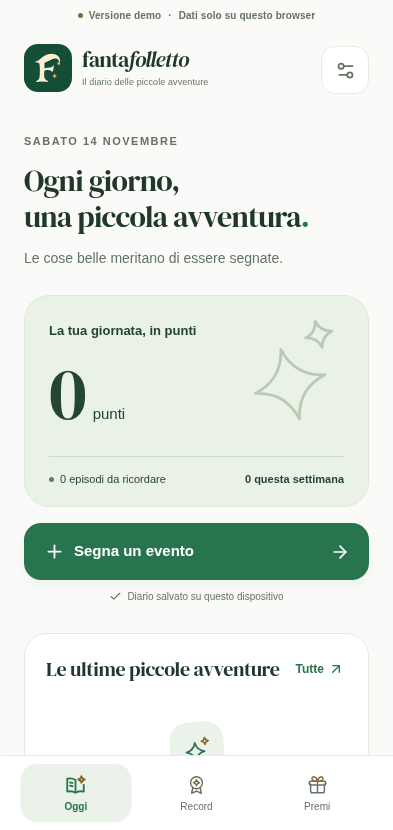 Versione demo · Dati solo su questo browser
fantafolletto
Il diario delle piccole avventure
SABATO 14 NOVEMBRE
Ogni giorno,
una piccola avventura.
Le cose belle meritano di essere segnate.
La tua giornata, in punti
0 punti
0 episodi da ricordare
0 questa settimana
Segna un evento
Diario salvato su questo dispositivo
Le ultime piccole avventure
Tutte
Oggi
Record
Premi